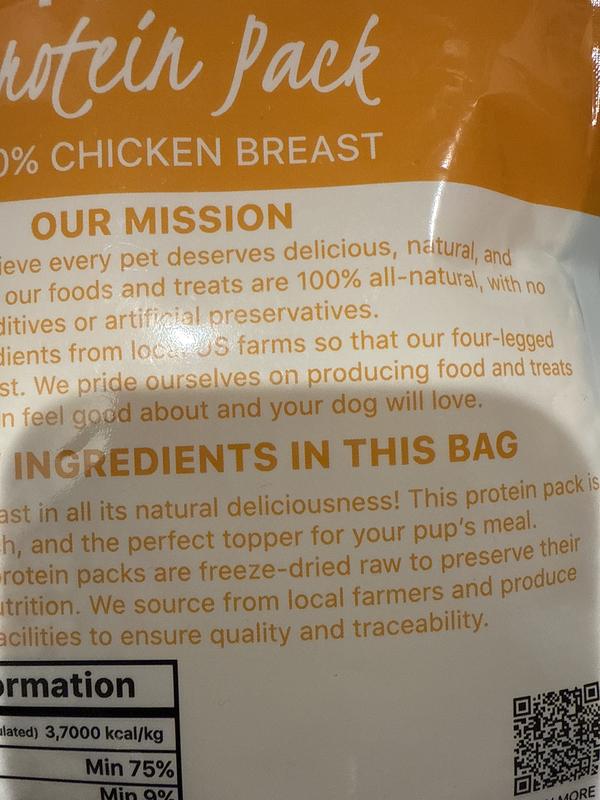 rotein Pack
0% CHICKEN BREAST
OUR MISSION
ieve every pet deserves delicious, natural, and
our foods and treats are 100% all-natural, with no
ditives or artificial preservatives.
dients from local US farms so that our four-legged
st. We pride ourselves on producing food and treats
n feel good about and your dog will love.
INGREDIENTS IN THIS BAG
ast in all its natural deliciousness! This protein pack is
h, and the perfect topper for your pup's meal.
rotein packs are freeze-dried raw to preserve their
utrition. We source from local farmers and produce
acilities to ensure quality and traceability.
ormation
ulated) 3,7000 kcal/kg
Min 75%
Min 9%
MORE